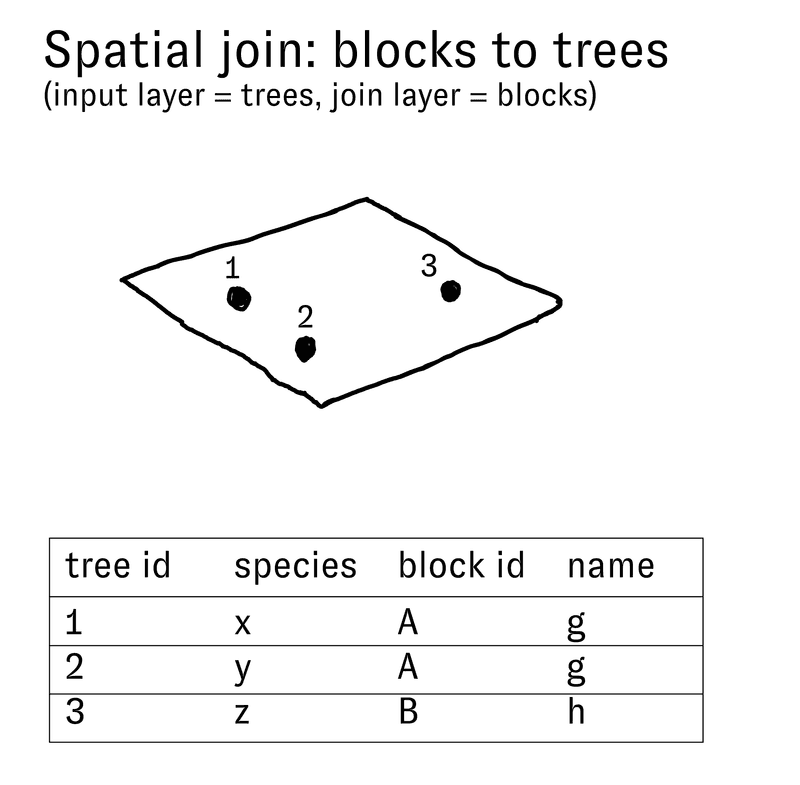 Spatial join: blocks to trees
(input layer = trees, join layer = blocks)
1
3
2
tree id species block id name
1 x A g
2 y A g
3 z B h